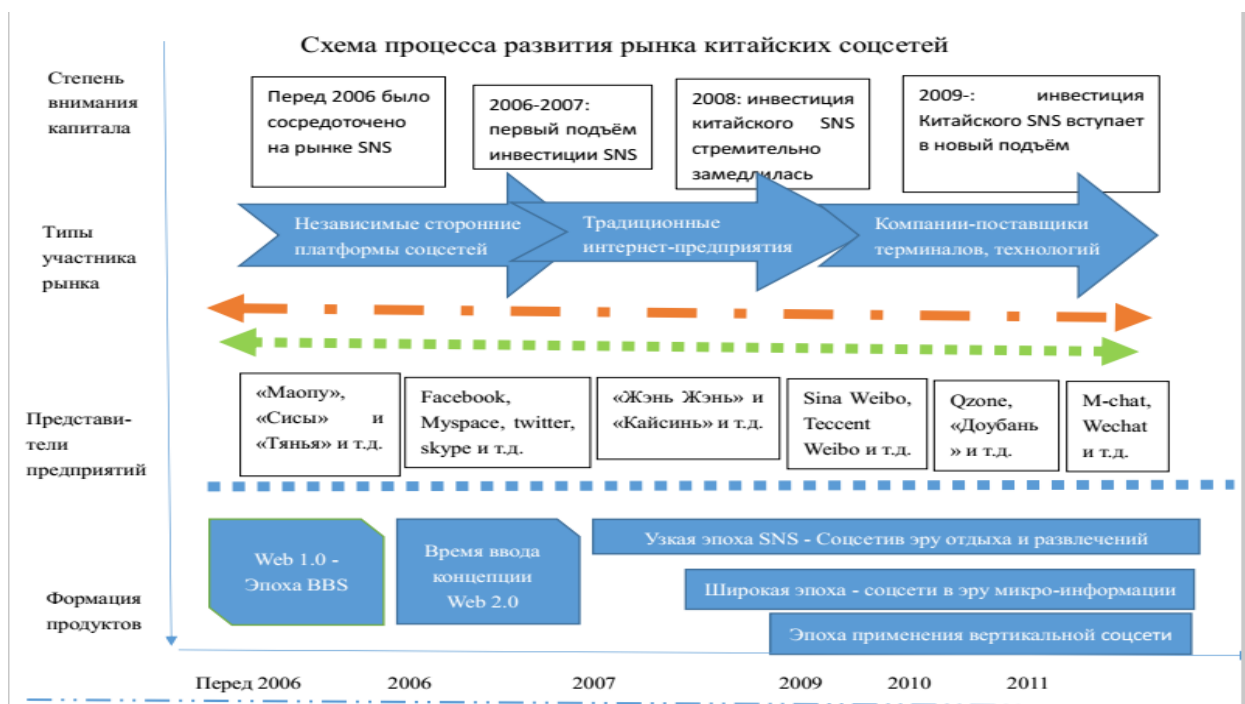 Схема процесса развития рынка китайских соцсетей
Степень
внимания
капитала
Перед 2006 было
сосредоточено
на рынке SNS
2006-2007:
первый подъём
инвестиции SNS
2008: инвестиция
китайского SNS
стремительно
замедлилась
2009-: инвестиция
Китайского SNS вступает
в новый подъём
Типы
участника
рынка
Независимые сторонние
платформы соцсетей
Традиционные
интернет-предприятия
Компании-поставщики
терминалов, технологий
Представи-
тели
предприятий
«Маопу»,
«Сисы» и
«Тянья» и т.д.
Facebook,
Myspace, twitter,
skype и т.д.
«Жэнь Жэнь» и
«Кайсинь» и т.д.
Sina Weibo,
Teccent
Weibo и т.д.
Qzone,
«Доубань
» и т.д.
M-chat,
Wechat
и т.д.
Формация
продуктов
Web 1.0 -
Эпоха BBS
Время ввода
концепции
Web 2.0
Узкая эпоха SNS - Соцсетив эру отдыха и развлечений
Широкая эпоха - соцсети в эру микро-информации
Эпоха применения вертикальной соцсети
Перед 2006
2006
2007
2009
2010
2011